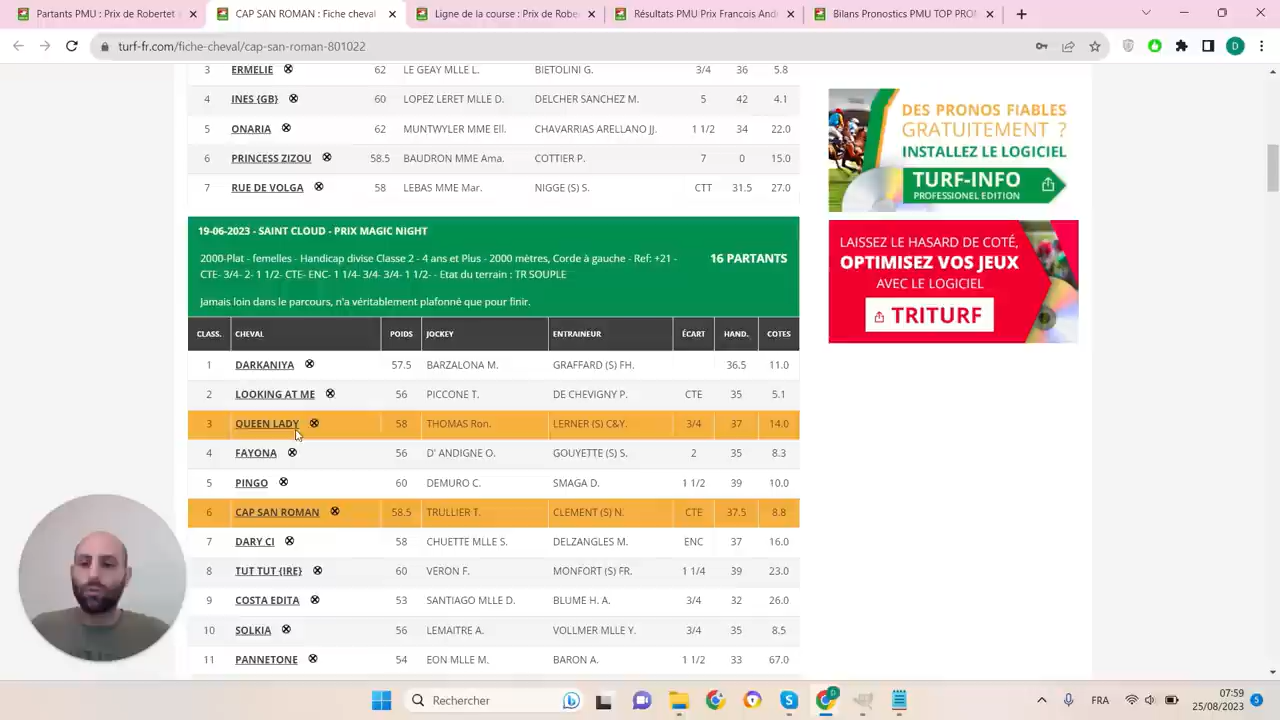 Partants PMU : Prix de Robertet
CAP SAN ROMAN : Fiche cheval
Ligne de la course : Prix de Robe
Résultats PMU Prix Francois And
Bilans Pronostics PMU TOP PRO
turf-fr.com/fiche-cheval/cap-san-roman-801022
D
3 ERMELIE 62 LE GEAY MLLE L. BIETOLINI G. 3/4 36 5.8
4 INES {GB} 60 LOPEZ LERET MLLE D. DELCHER SANCHEZ M. 5 42 4.1
5 ONARIA 62 MUNTWYLER MME Ell. CHAVARRIAS ARELLANO JJ. 1 1/2 34 22.0
6 PRINCESS ZIZOU 58.5 BAUDRON MME Ama. COTTIER P. 7 0 15.0
7 RUE DE VOLGA 58 LEBAS MME Mar. NIGGE (S) S. CTT 31.5 27.0
19-06-2023 - SAINT CLOUD - PRIX MAGIC NIGHT
2000-Plat - femelles - Handicap divise Classe 2 - 4 ans et Plus - 2000 mètres, Corde à gauche - Ref: +21 -
CTE- 3/4- 2- 1 1/2- CTE- ENC- 1 1/4- 3/4- 3/4- 1 1/2- - Etat du terrain : TR SOUPLE
16 PARTANTS
Jamais loin dans le parcours, n'a véritablement plafonné que pour finir.
CLASS. CHEVAL POIDS JOCKEY ENTRAINEUR ÉCART HAND. COTES
1 DARKANIYA 57.5 BARZALONA M. GRAFFARD (S) FH. 36.5 11.0
2 LOOKING AT ME 56 PICCONE T. DE CHEVIGNY P. CTE 35 5.1
3 QUEEN LADY 58 THOMAS Ron. LERNER (S) C&Y. 3/4 37 14.0
4 FAYONA 56 D' ANDIGNE O. GOUYETTE (S) S. 2 35 8.3
5 PINGO 60 DEMURO C. SMAGA D. 1 1/2 39 10.0
6 CAP SAN ROMAN 58.5 TRULLIER T. CLEMENT (S) N. CTE 37.5 8.8
7 DARY CI 58 CHUETTE MLLE S. DELZANGLES M. ENC 37 16.0
8 TUT TUT {IRE} 60 VERON F. MONFORT (S) FR. 1 1/4 39 23.0
9 COSTA EDITA 53 SANTIAGO MLLE D. BLUME H. A. 3/4 32 26.0
10 SOLKIA 56 LEMAITRE A. VOLLMER MLLE Y. 3/4 35 8.5
11 PANNETONE 54 EON MLLE M. BARON A. 1 1/2 33 67.0
DES PRONOS FIABLES
GRATUITEMENT ?
INSTALLEZ LE LOGICIEL
TURF-INFO
PROFESSIONEL EDITION
LAISSEZ LE HASARD DE COTÉ,
OPTIMISEZ VOS JEUX
AVEC LE LOGICIEL
TRITURF
Rechercher
FRA
07:59
25/08/2023
5